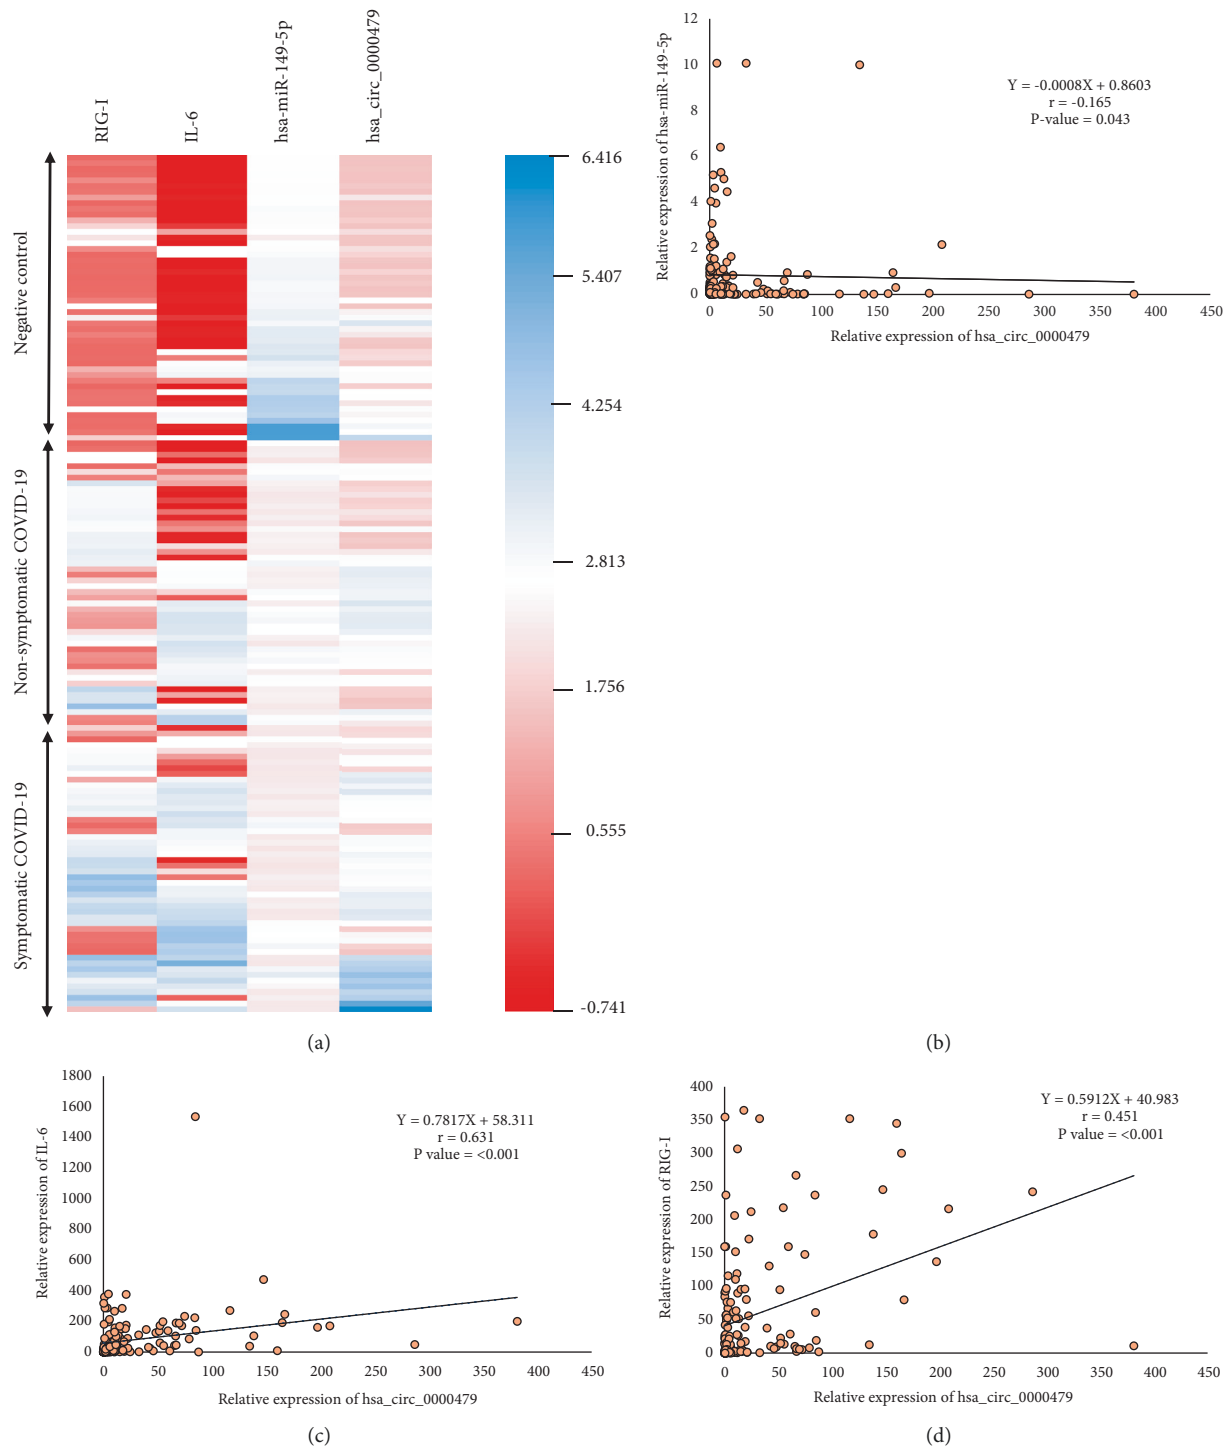 RIG-I
IL-6
hsa-miR-149-5p
hsa_circ_0000479
Negative control
Non-symptomatic COVID-19
Symptomatic COVID-19
6.416
5.407
4.254
2.813
1.756
0.555
-0.741
(a)
Relative expression of hsa-miR-149-5p
12
10
8
6
4
2
0
Y = -0.0008X + 0.8603
r = -0.165
P-value = 0.043
0 50 100 150 200 250 300 350 400 450
Relative expression of hsa_circ_0000479
(b)
Relative expression of IL-6
1800
1600
1400
1200
1000
800
600
400
200
0
Y = 0.7817X + 58.311
r = 0.631
P value = <0.001
0 50 100 150 200 250 300 350 400 450
Relative expression of hsa_circ_0000479
(c)
Relative expression of RIG-I
400
350
300
250
200
150
100
50
0
Y = 0.5912X + 40.983
r = 0.451
P value = <0.001
0 50 100 150 200 250 300 350 400 450
Relative expression of hsa_circ_0000479
(d)